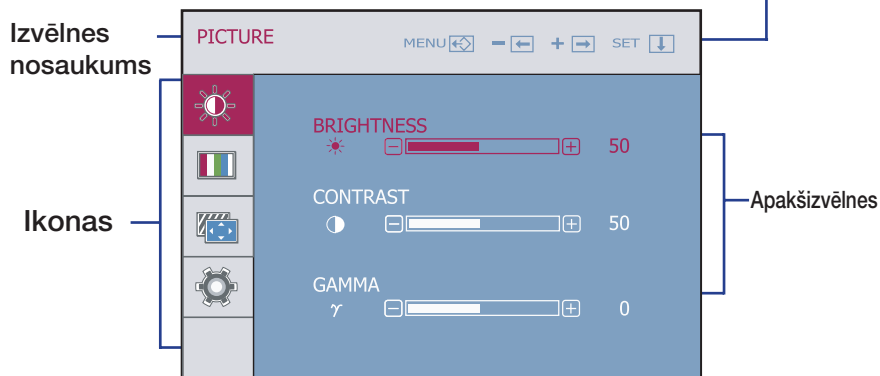 Izvēlnes
nosaukums
PICTURE
MENU - + SET
BRIGHTNESS
50
Ikonas
CONTRAST
50
Apakšizvēlnes
GAMMA
γ
0